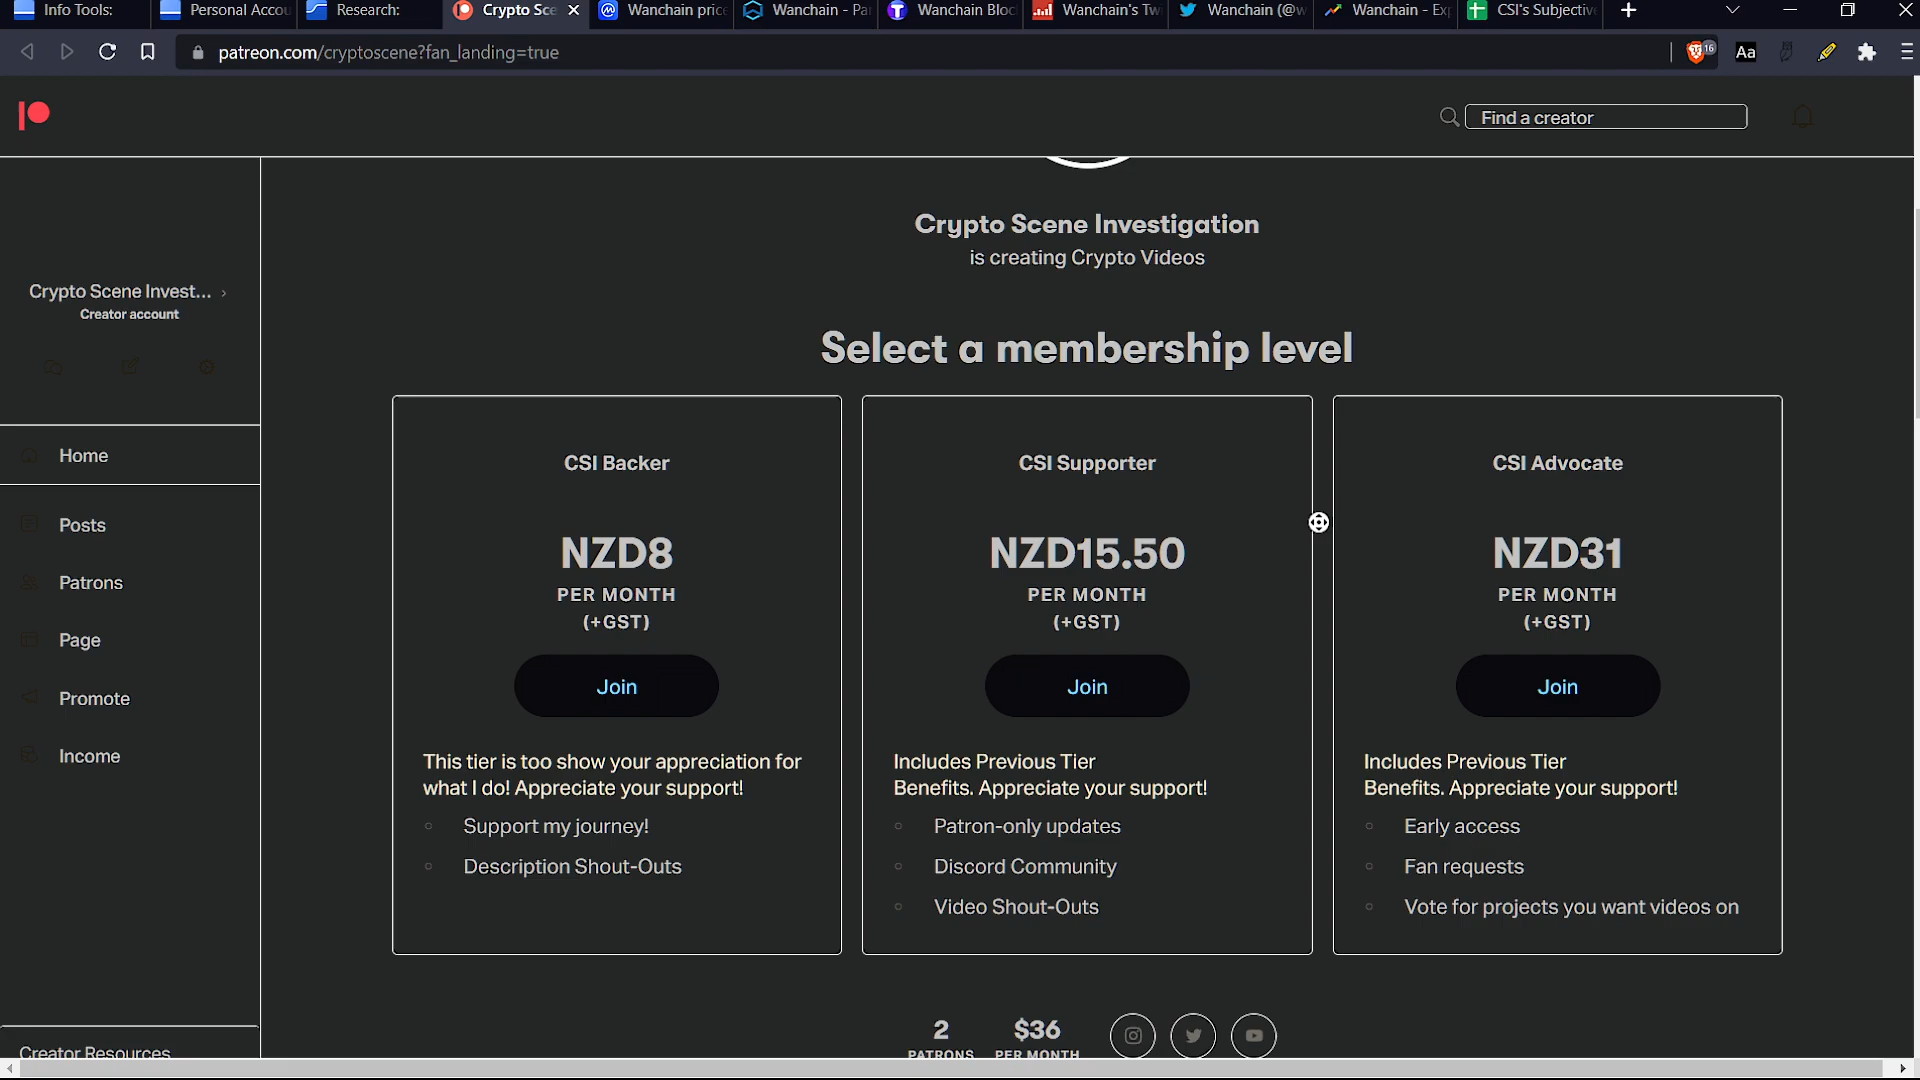 Info Tools:
Personal Accou
Research:
Crypto Sce
Wanchain price
Wanchain - Pa
Wanchain Bloc
Wanchain's Tw
Wanchain (@w
Wanchain - Exp
CSI's Subjectiv
patreon.com/cryptoscene?fan_landing=true
16
Aa
Find a creator
Crypto Scene Invest...
Creator account
Home
Posts
Patrons
Page
Promote
Income
Creator Resources
Crypto Scene Investigation
is creating Crypto Videos
Select a membership level
CSI Backer
NZD8
PER MONTH
(+GST)
Join
This tier is too show your appreciation for
what I do! Appreciate your support!
Support my journey!
Description Shout-Outs
CSI Supporter
NZD15.50
PER MONTH
(+GST)
Join
Includes Previous Tier
Benefits. Appreciate your support!
Patron-only updates
Discord Community
Video Shout-Outs
CSI Advocate
NZD31
PER MONTH
(+GST)
Join
Includes Previous Tier
Benefits. Appreciate your support!
Early access
Fan requests
Vote for projects you want videos on
2
PATRONS
$36
PER MONTH